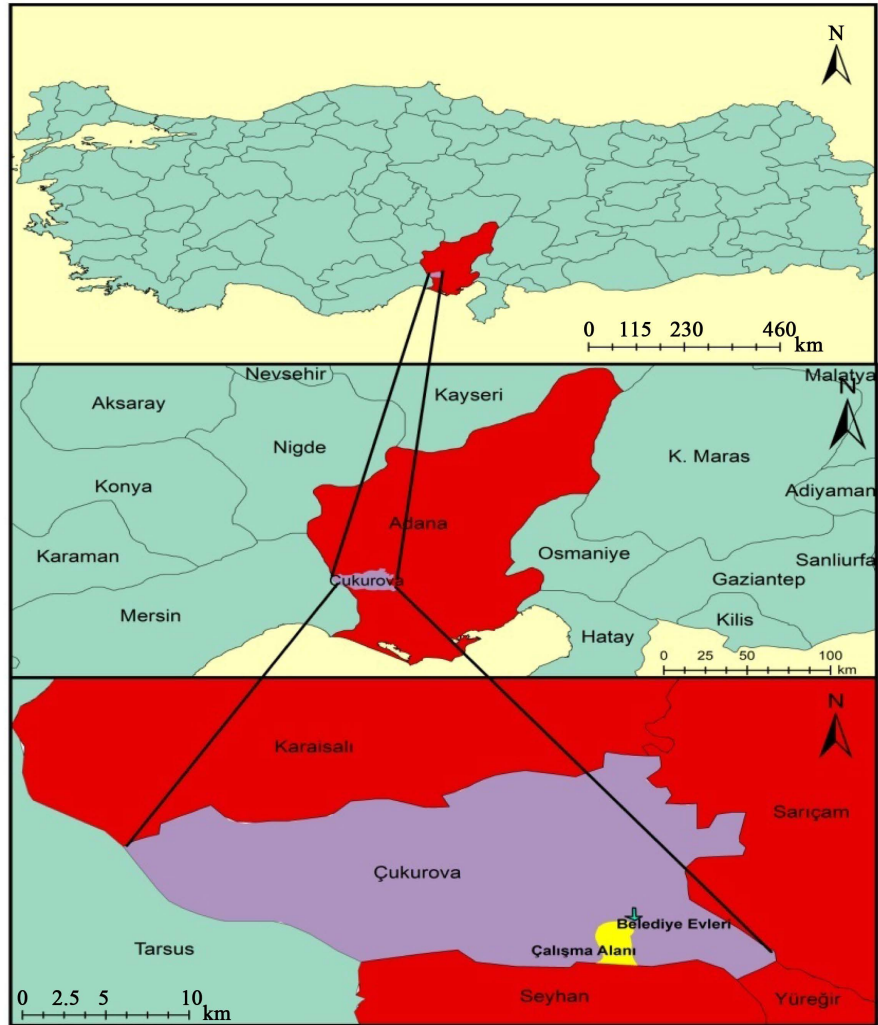 N
0 115 230 460
km
Nevsehir
Malatya
Kayseri
Aksaray
Nigde
K. Maras
Konya
Adiyaman
Adana
Karaman
Osmaniye
Sanliurfa
Çukurova
Gaziantep
Mersin
Kilis
Hatay
0 25 50 100
km
N
Karaisalı
Sarıçam
Çukurova
Belediye Evleri
Tarsus
Çalışma Alanı
Seyhan
Yüreğir
0 2.5 5 10
km